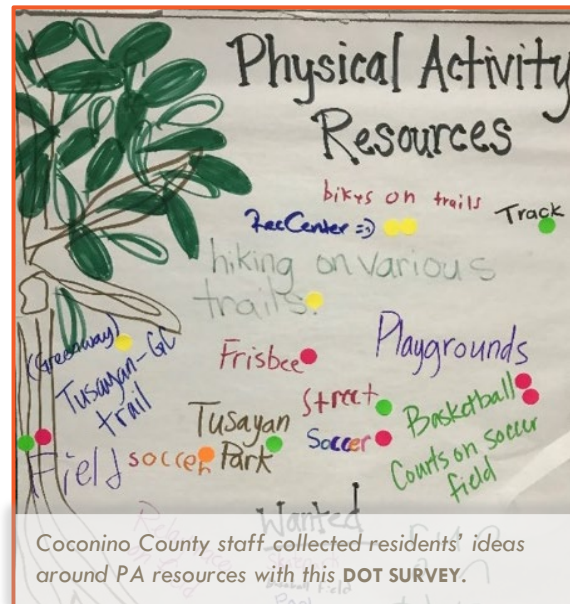 Physical Activity
Resources
bikes on trails
RecCenter =)
Track
hiking on various
trails.
(Greenway)
Tusayan-GC
trail
Frisbee
Playgrounds
Street
Basketball
Courts on soccer
field
Tusayan
Park
Soccer
Field
soccer
Wanted
Coconino County staff collected residents' ideas
around PA resources with this DOT SURVEY.